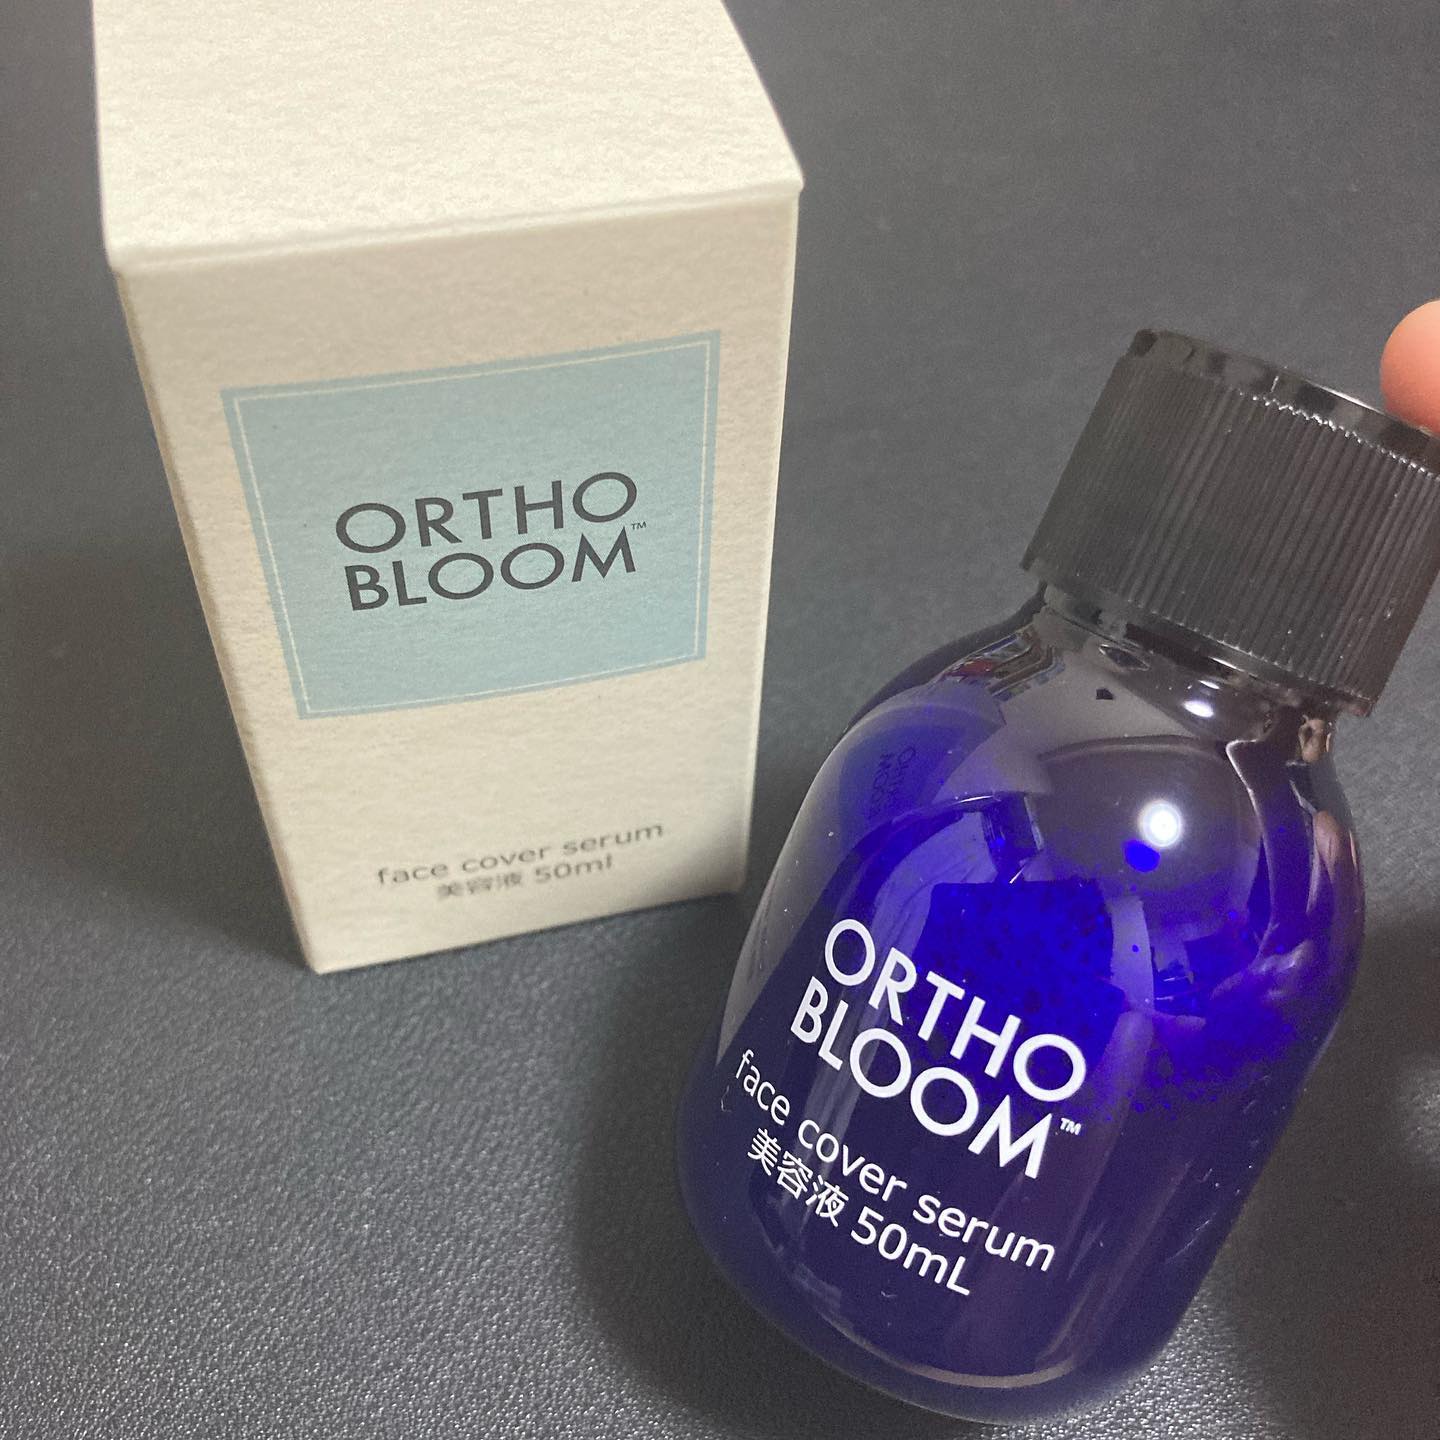 ORTHO
BLOOM™
face cover serum
美容液 50ml
ORTHO
BLOOM™
face cover serum
美容液 50mL